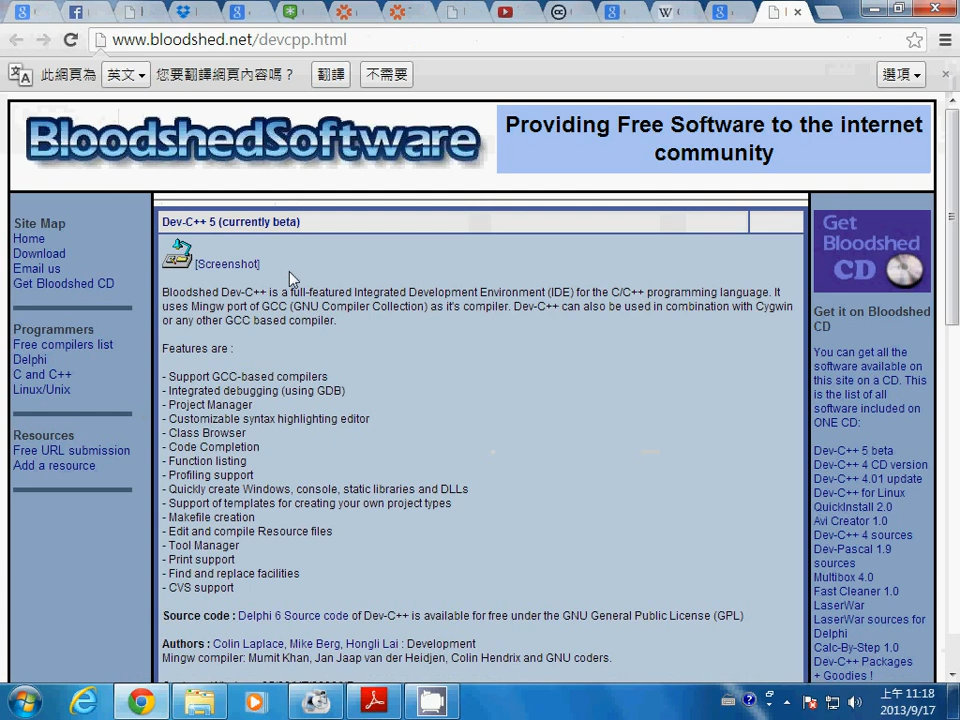 www.bloodshed.net/devcpp.html
此網頁為 英文 您要翻譯網頁內容嗎？ 翻譯 不需要 選項
BloodshedSoftware
Providing Free Software to the internet
community
Site Map
Home
Download
Email us
Get Bloodshed CD
Programmers
Free compilers list
Delphi
C and C++
Linux/Unix
Resources
Free URL submission
Add a resource
Dev-C++ 5 (currently beta)
[Screenshot]
Bloodshed Dev-C++ is a full-featured Integrated Development Environment (IDE) for the C/C++ programming language. It
uses Mingw port of GCC (GNU Compiler Collection) as it's compiler. Dev-C++ can also be used in combination with Cygwin
or any other GCC based compiler.
Features are :
- Support GCC-based compilers
- Integrated debugging (using GDB)
- Project Manager
- Customizable syntax highlighting editor
- Class Browser
- Code Completion
- Function listing
- Profiling support
- Quickly create Windows, console, static libraries and DLLs
- Support of templates for creating your own project types
- Makefile creation
- Edit and compile Resource files
- Tool Manager
- Print support
- Find and replace facilities
- CVS support
Source code : Delphi 6 Source code of Dev-C++ is available for free under the GNU General Public License (GPL)
Authors : Colin Laplace, Mike Berg, Hongli Lai : Development
Mingw compiler: Mumit Khan, Jan Jaap van der Heidjen, Colin Hendrix and GNU coders.
Get
Bloodshed
CD
Get it on Bloodshed
CD
You can get all the
software available on
this site on a CD. This
is the list of all
software included on
ONE CD:
Dev-C++ 5 beta
Dev-C++ 4 CD version
Dev-C++ 4.01 update
Dev-C++ for Linux
QuickInstall 2.0
Avi Creator 1.0
Dev-C++ 4 sources
Dev-Pascal 1.9
sources
Multibox 4.0
Fast Cleaner 1.0
LaserWar
LaserWar sources for
Delphi
Calc-By-Step 1.0
Dev-C++ Packages
+ Goodies !
上午 11:18
2013/9/17